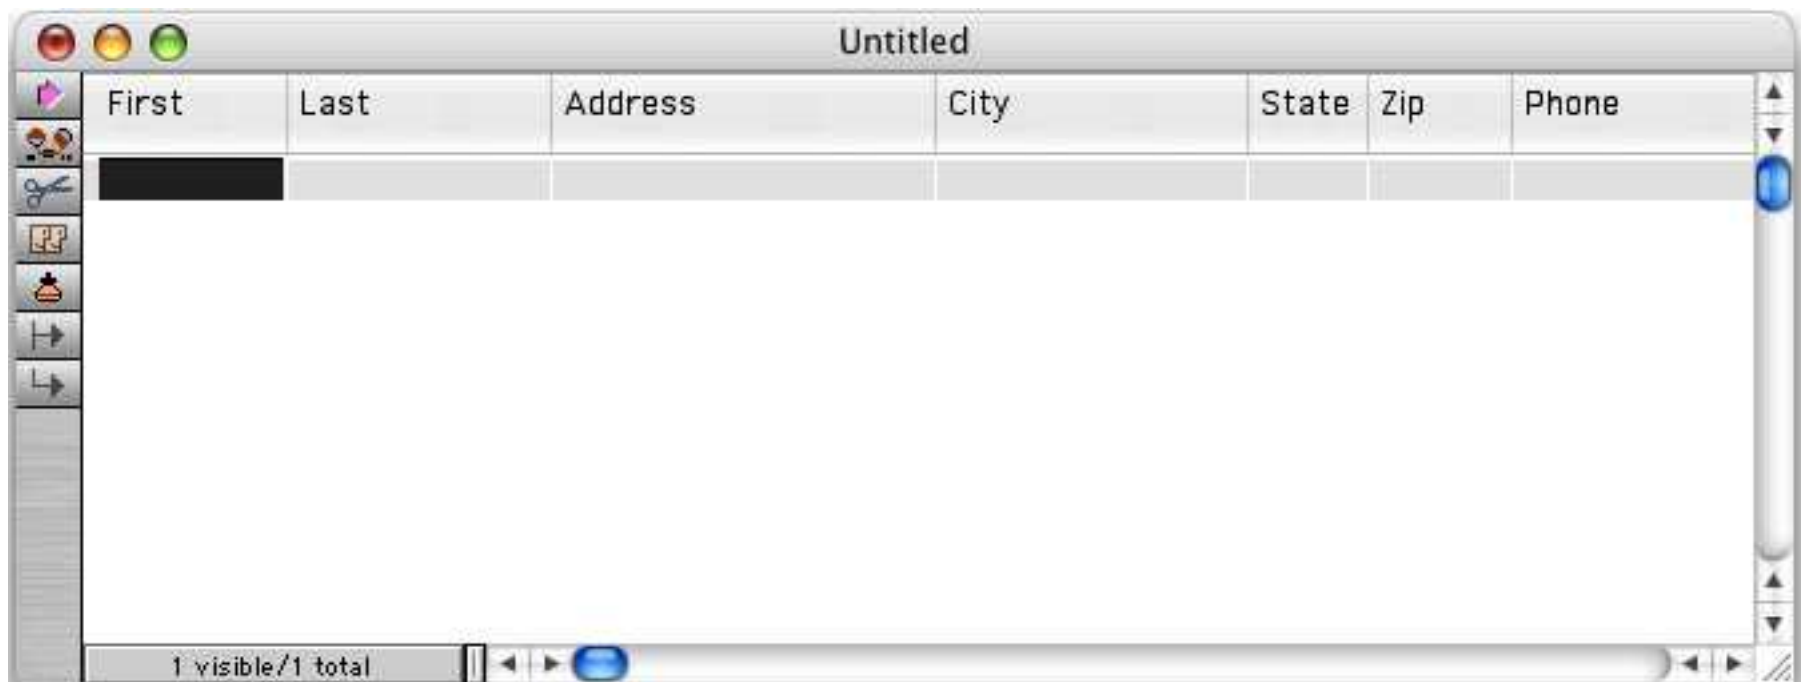 Untitled
First Last Address City State Zip Phone
1 visible/1 total